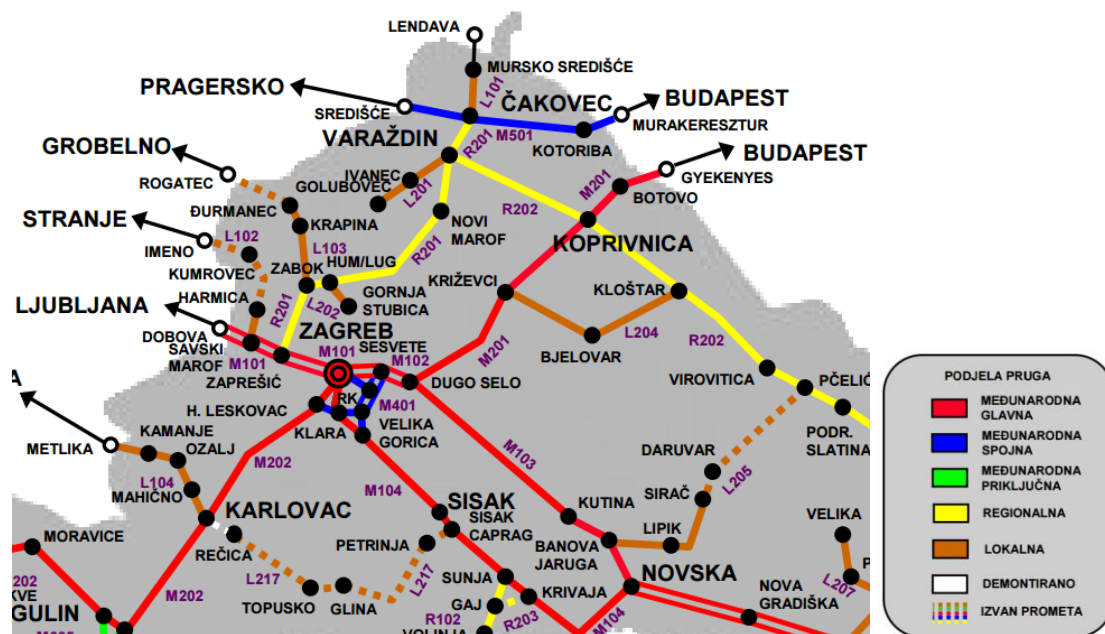 LENDAVA
MURSKO SREDIŠĆE
PRAGERSKO
L101
SREDIŠĆE
ČAKOVEC
BUDAPEST
MURAKERESZTUR
M501
KOTORIBA
VARAŽDIN
R201
GROBELNO
ROGATEC
IVANEC
GOLUBOVEC
L201
M201
BUDAPEST
GYEKENYES
BOTOVO
ĐURMANEC
KRAPINA
NOVI
MAROF
R202
KOPRIVNICA
STRANJE
IMENO
L102
L103
KUMROVEC
ZABOK
HUM/LUG
R201
KRIŽEVCI
KLOŠTAR
HARMICA
R201
L202
GORNJA
STUBICA
LJUBLJANA
DOBOVA
SAVSKI
MAROF
M101
ZAPREŠIĆ
ZAGREB
M101
SESVETE
M102
DUGO SELO
M201
BJELOVAR
L204
R202
VIROVITICA
PČELIĆ
PODR.
SLATINA
A
H. LESKOVAC
RK
M401
KLARA
VELIKA
GORICA
METLIKA
KAMANJE
OZALJ
MAHIČNO
L104
M202
M104
M103
DARUVAR
SIRAČ
L205
KARLOVAC
REČICA
SISAK
SISAK
CAPRAG
KUTINA
LIPIK
VELIKA
MORAVICE
PETRINJA
BANOVA
JARUGA
NOVSKA
P
202
KVE
GULIN
M202
L217
TOPUSKO
GLINA
L217
SUNJA
GAJ
KRIVAJA
R102
R203
M104
NOVA
GRADIŠKA
L207
PODJELA PRUGA
MEĐUNARODNA
GLAVNA
MEĐUNARODNA
SPOJNA
MEĐUNARODNA
PRIKLJUČNA
REGIONALNA
LOKALNA
DEMONTIRANO
IZVAN PROMETA